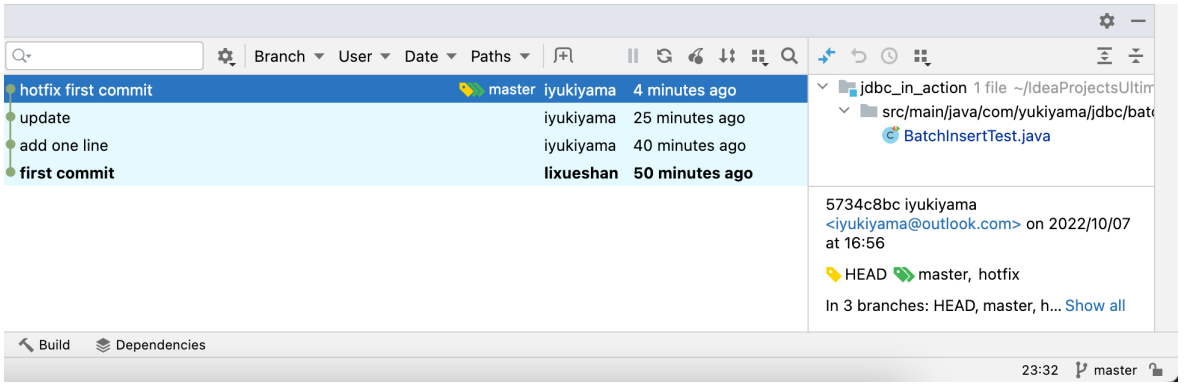 Branch User Date Paths
hotfix first commit master iyukiyama 4 minutes ago
update iyukiyama 25 minutes ago
add one line iyukiyama 40 minutes ago
first commit lixueshan 50 minutes ago
jdbc_in_action 1 file ~/IdeaProjectsUltim
src/main/java/com/yukiyama/jdbc/batc
BatchInsertTest.java
5734c8bc iyukiyama
<iyukiyama@outlook.com> on 2022/10/07
at 16:56
HEAD master, hotfix
In 3 branches: HEAD, master, h... Show all
Build Dependencies
23:32 master